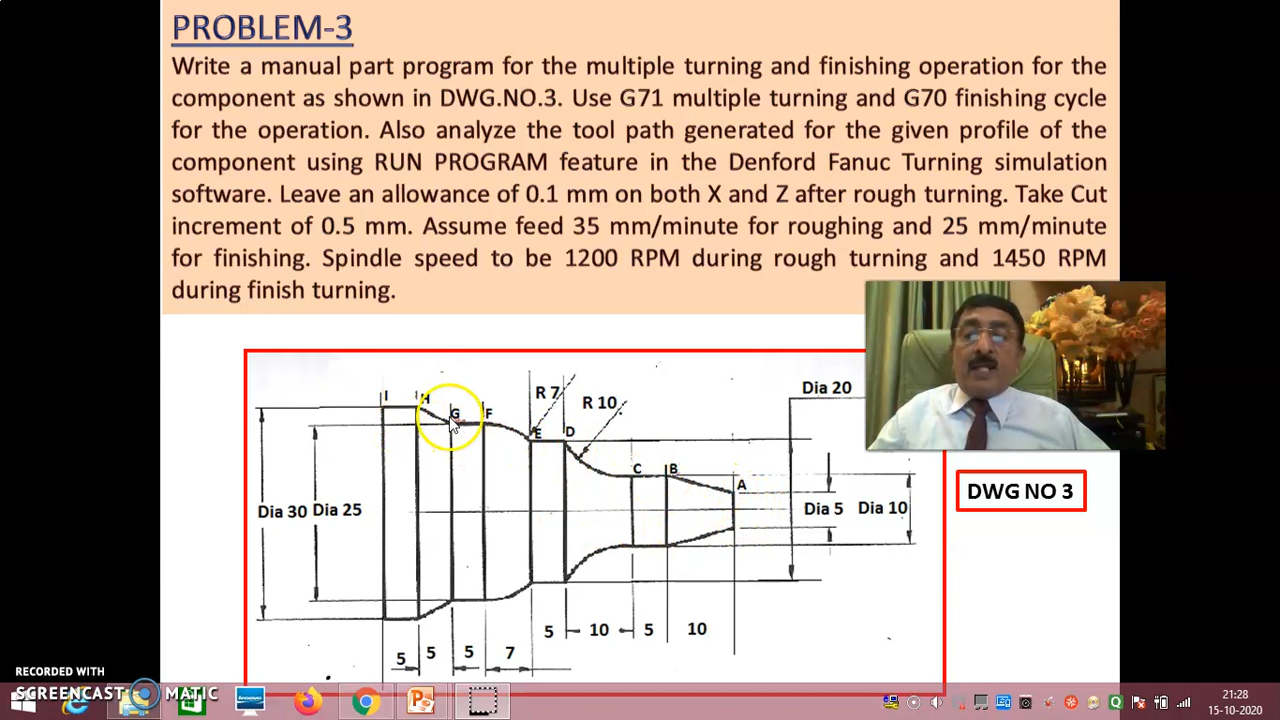 PROBLEM-3
Write a manual part program for the multiple turning and finishing operation for the
component as shown in DWG.NO.3. Use G71 multiple turning and G70 finishing cycle
for the operation. Also analyze the tool path generated for the given profile of the
component using RUN PROGRAM feature in the Denford Fanuc Turning simulation
software. Leave an allowance of 0.1 mm on both X and Z after rough turning. Take Cut
increment of 0.5 mm. Assume feed 35 mm/minute for roughing and 25 mm/minute
for finishing. Spindle speed to be 1200 RPM during rough turning and 1450 RPM
during finish turning.
R 7
R 10
Dia 20
I
H
G
F
E
D
C
B
A
Dia 30
Dia 25
Dia 5
Dia 10
DWG NO 3
5
10
5
10
5
5
5
7
RECORDED WITH
SCREENCAST MATIC
21:28
15-10-2020